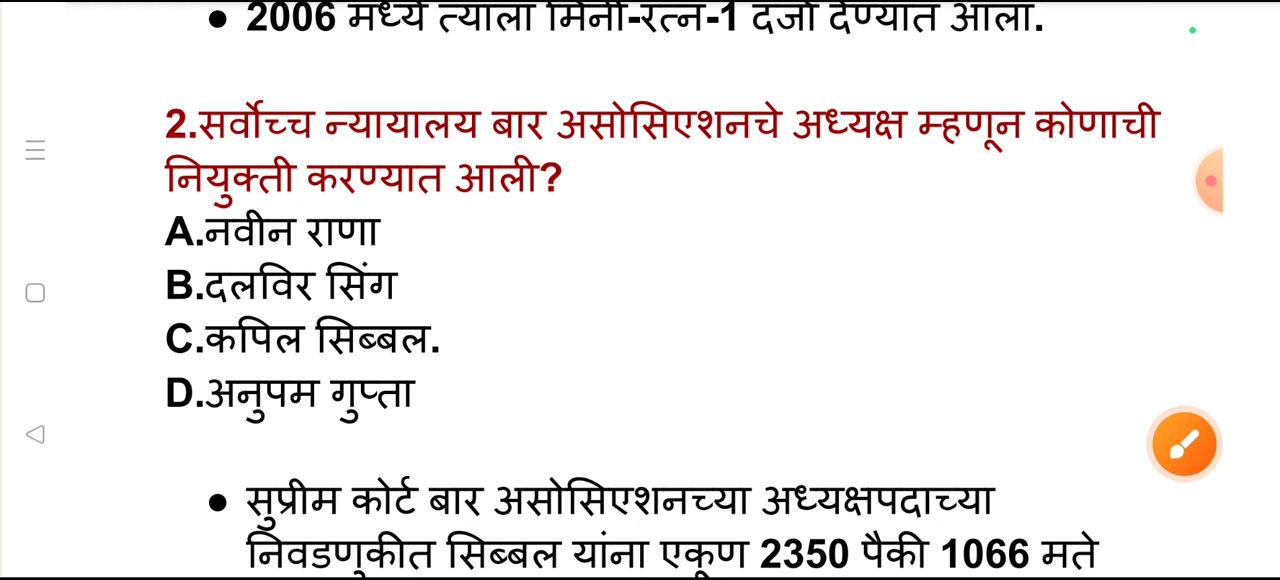 ● 2006 मध्ये त्याला मिनी-रत्न-1 दर्जा देण्यात आला.
2.सर्वोच्च न्यायालय बार असोसिएशनचे अध्यक्ष म्हणून कोणाची
नियुक्ती करण्यात आली?
A.नवीन राणा
B.दलविर सिंग
C.कपिल सिब्बल.
D.अनुपम गुप्ता
● सुप्रीम कोर्ट बार असोसिएशनच्या अध्यक्षपदाच्या
निवडणुकीत सिब्बल यांना एकूण 2350 पैकी 1066 मते